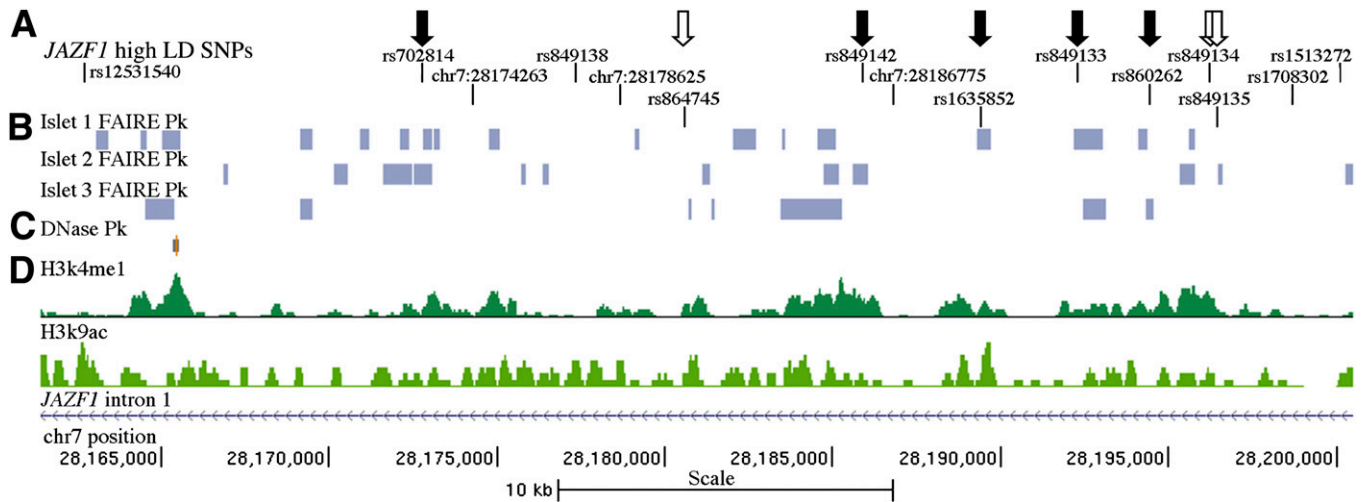 A
JAZF1 high LD SNPs
rs12531540
rs702814
chr7:28174263
rs849138
chr7:28178625
rs864745
rs849142
chr7:28186775
rs1635852
rs849133
rs860262
rs849134
rs849135
rs1513272
rs1708302
B
Islet 1 FAIRE Pk
Islet 2 FAIRE Pk
Islet 3 FAIRE Pk
C
DNase Pk
D
H3k4me1
H3k9ac
JAZF1 intron 1
chr7 position
28,165,000 28,170,000 28,175,000 28,180,000 28,185,000 28,190,000 28,195,000 28,200,000
Scale
10 kb